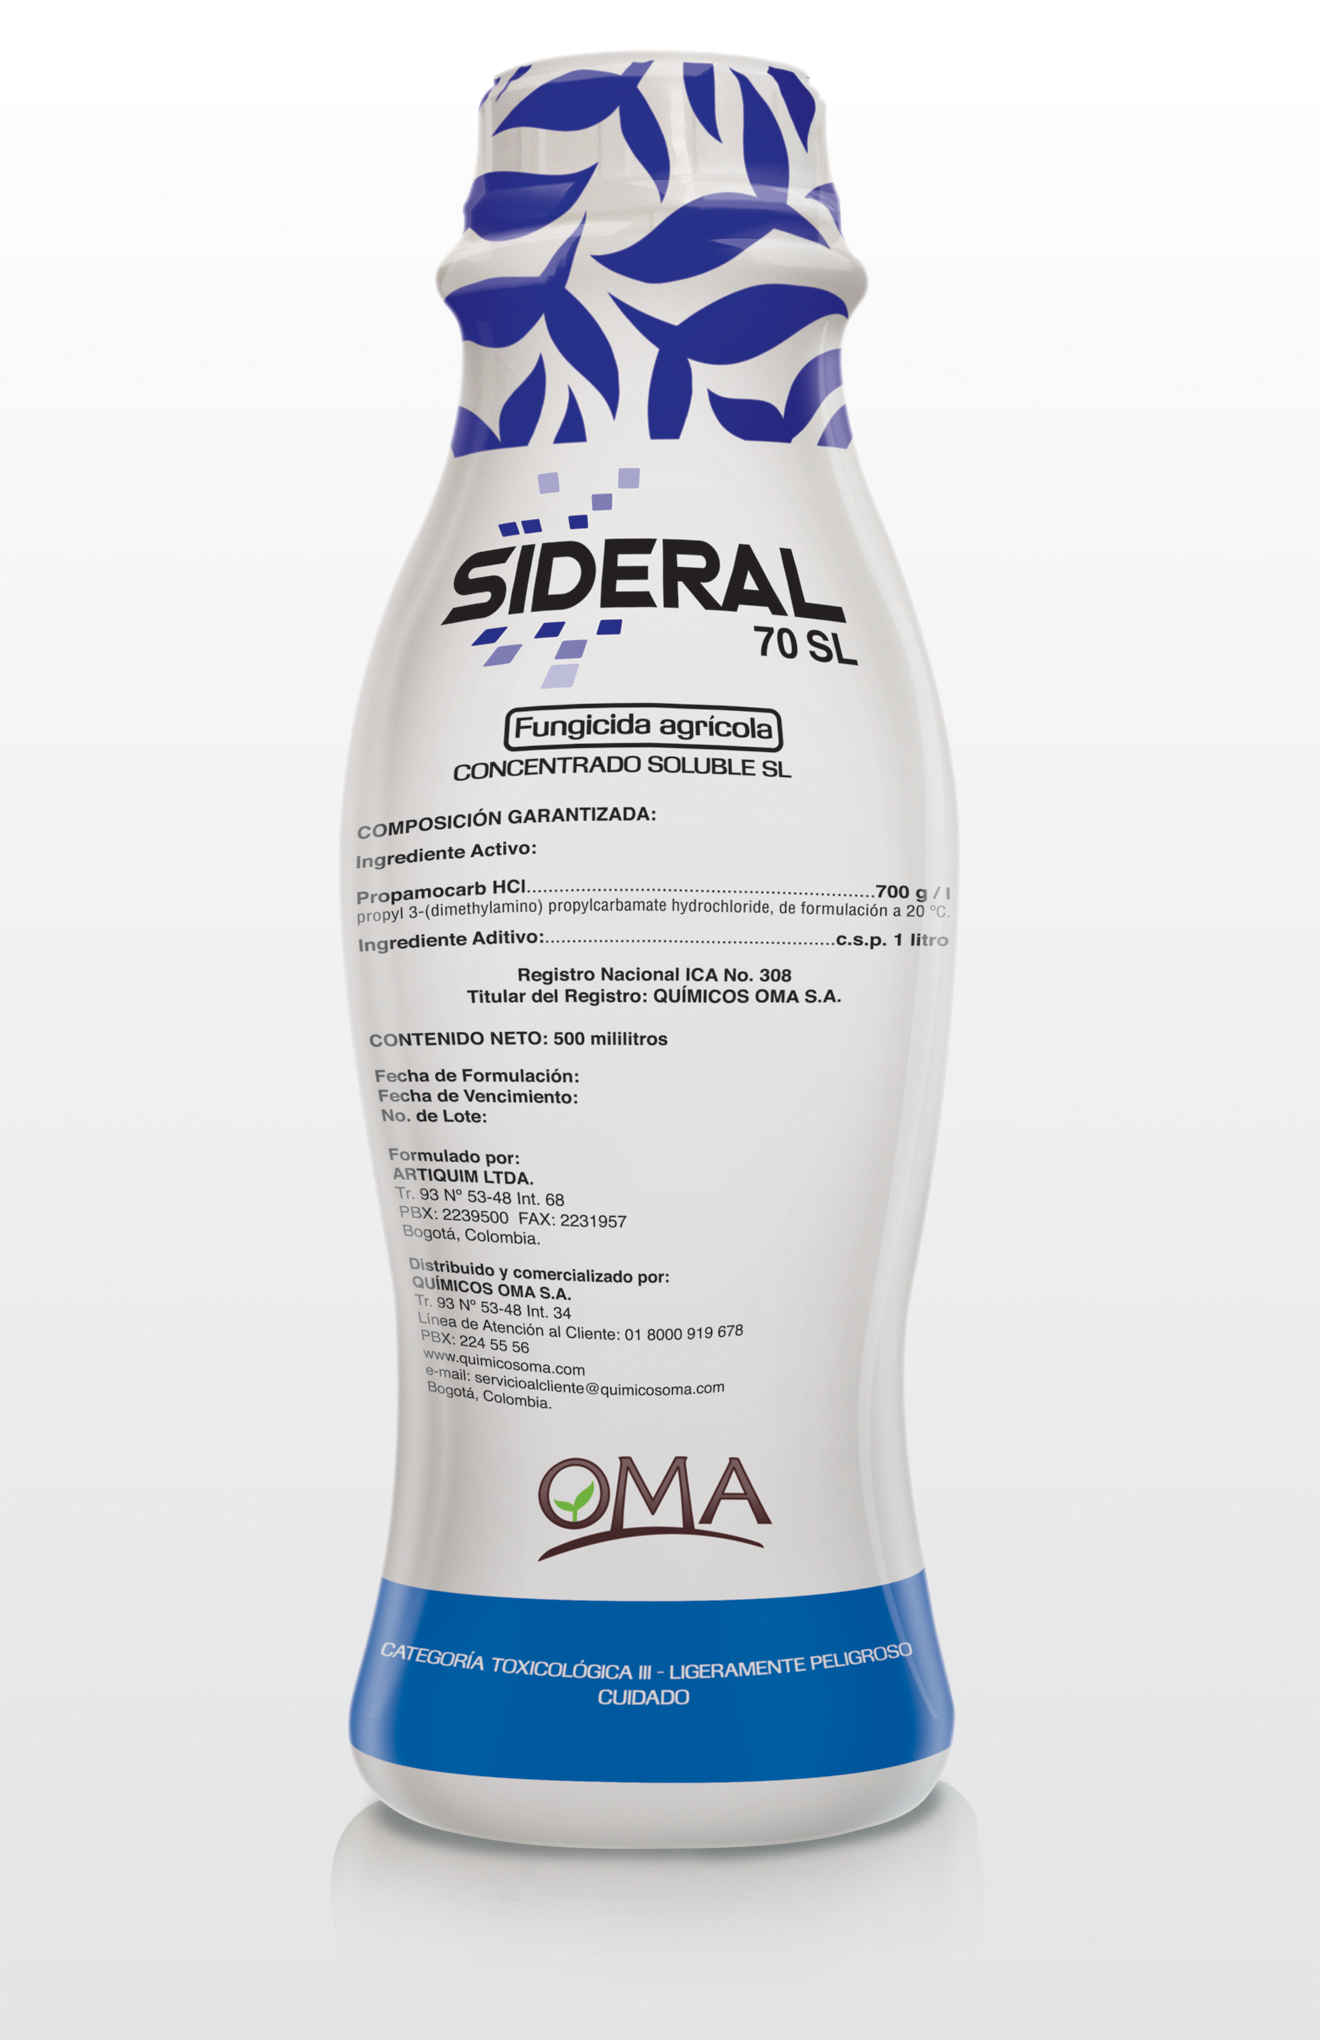 SIDERAL
70 SL
Fungicida agrícola
CONCENTRADO SOLUBLE SL
COMPOSICIÓN GARANTIZADA:
Ingrediente Activo:
Propamocarb HCl................................................................700 g / l
propyl 3-(dimethylamino) propylcarbamate hydrochloride, de formulación a 20 ºC.
Ingrediente Aditivo:.....................................................c.s.p. 1 litro
Registro Nacional ICA No. 308
Titular del Registro: QUÍMICOS OMA S.A.
CONTENIDO NETO: 500 mililitros
Fecha de Formulación:
Fecha de Vencimiento:
No. de Lote:
Formulado por:
ARTIQUIM LTDA.
Tr. 93 Nº 53-48 Int. 68
PBX: 2239500 FAX: 2231957
Bogotá, Colombia.
Distribuido y comercializado por:
QUÍMICOS OMA S.A.
Tr. 93 Nº 53-48 Int. 34
Línea de Atención al Cliente: 01 8000 919 678
PBX: 224 55 56
www.quimicosoma.com
e-mail: servicioalcliente@quimicosoma.com
Bogotá, Colombia.
OMA
CATEGORÍA TOXICOLÓGICA III - LIGERAMENTE PELIGROSO
CUIDADO